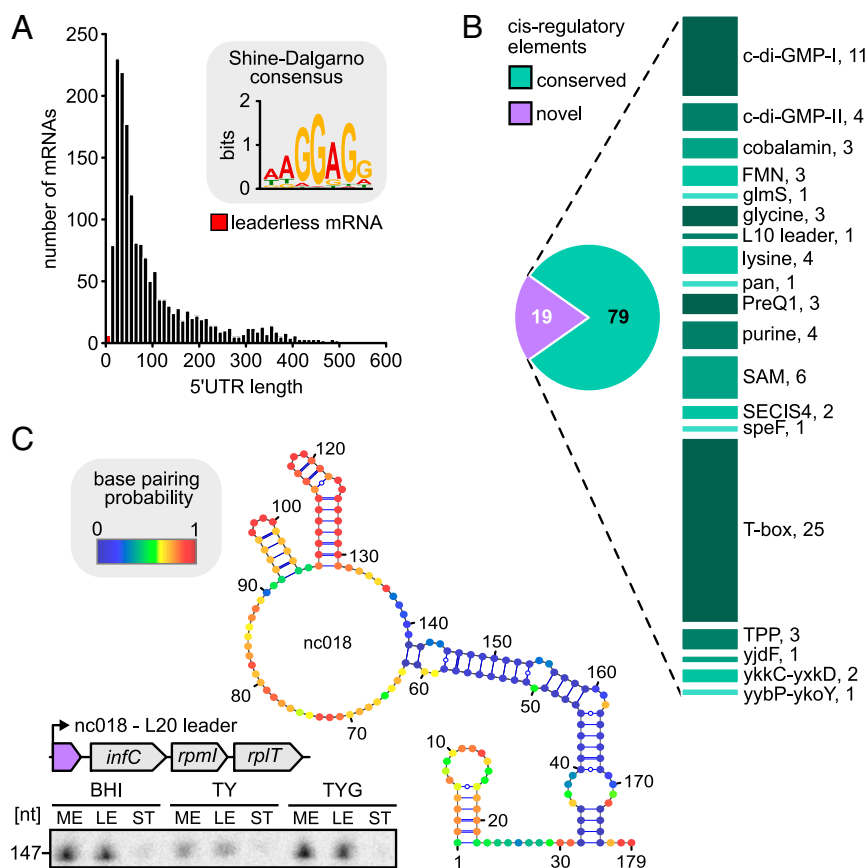 A
250
200
150
100
50
0
number of mRNAs
0 100 200 300 400 500 600
5'UTR length
Shine-Dalgarno
consensus
2
1
0
bits
AAGGAGG
leaderless mRNA
B
cis-regulatory
elements
conserved
novel
19
79
c-di-GMP-I, 11
c-di-GMP-II, 4
cobalamin, 3
FMN, 3
glmS, 1
glycine, 3
L10 leader, 1
lysine, 4
pan, 1
PreQ1, 3
purine, 4
SAM, 6
SECIS4, 2
speF, 1
T-box, 25
TPP, 3
yjdF, 1
ykkC-yxkD, 2
yybP-ykoY, 1
C
base pairing
probability
0 1
120
100
130
90
nc018
140
150
160
60
50
80
70
10
40
170
20
1
30
179
nc018 - L20 leader
infC rpmI rplT
BHI TY TYG
[nt] ME LE ST ME LE ST ME LE ST
147